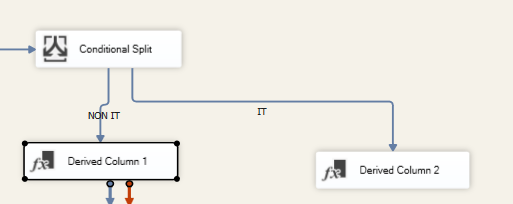 Conditional Split
NON IT
IT
Derived Column 1
Derived Column 2